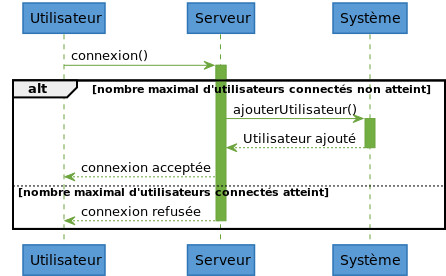 Utilisateur Serveur Système
connexion()
alt [nombre maximal d'utilisateurs connectés non atteint]
ajouterUtilisateur()
Utilisateur ajouté
connexion acceptée
[nombre maximal d'utilisateurs connectés atteint]
connexion refusée
Utilisateur Serveur Système